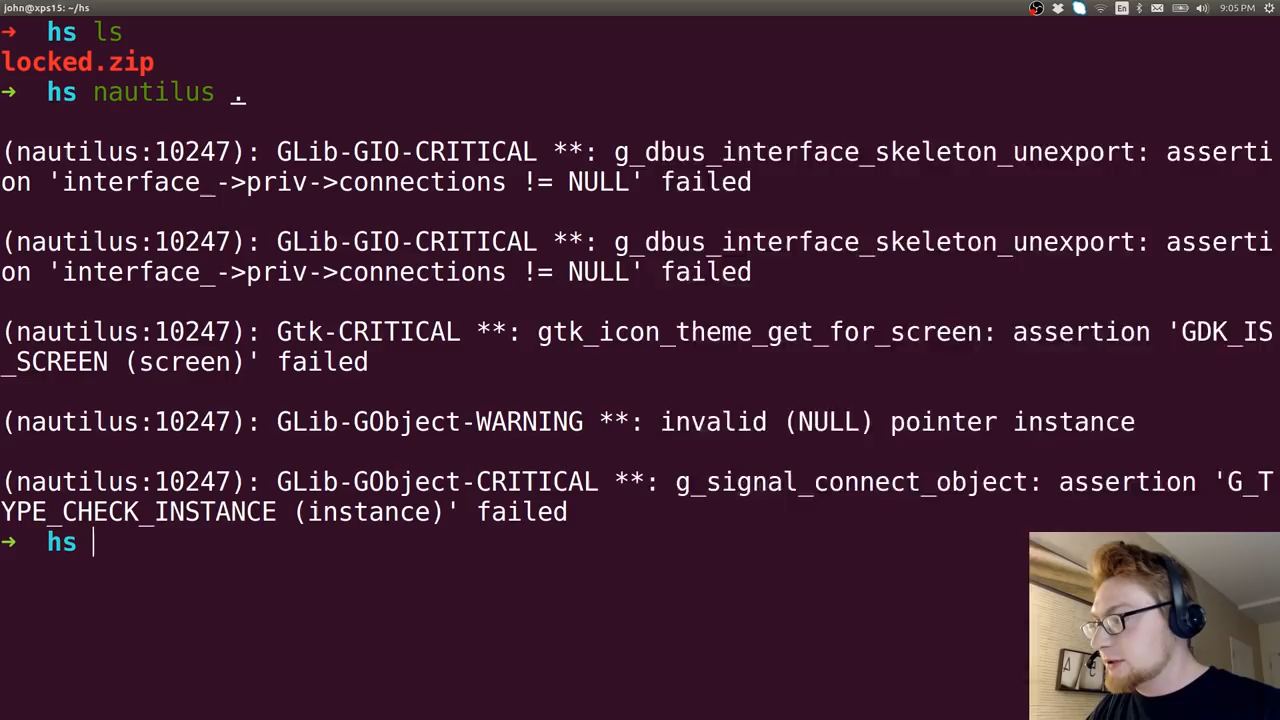 john@xps15: ~/hs
En
9:05 PM
→ hs ls
locked.zip
→ hs nautilus .
(nautilus:10247): GLib-GIO-CRITICAL **: g_dbus_interface_skeleton_unexport: asserti
on 'interface_->priv->connections != NULL' failed
(nautilus:10247): GLib-GIO-CRITICAL **: g_dbus_interface_skeleton_unexport: asserti
on 'interface_->priv->connections != NULL' failed
(nautilus:10247): Gtk-CRITICAL **: gtk_icon_theme_get_for_screen: assertion 'GDK_IS
_SCREEN (screen)' failed
(nautilus:10247): GLib-GObject-WARNING **: invalid (NULL) pointer instance
(nautilus:10247): GLib-GObject-CRITICAL **: g_signal_connect_object: assertion 'G_T
YPE_CHECK_INSTANCE (instance)' failed
→ hs